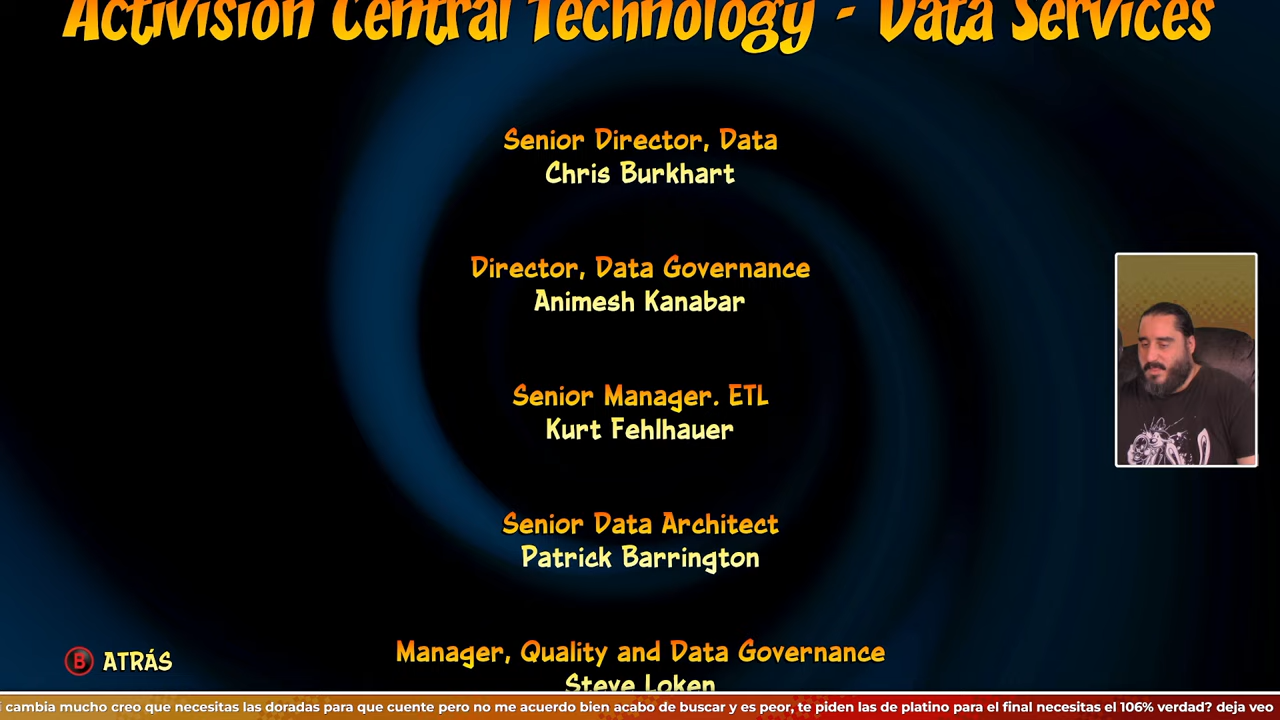 Activision Central Technology - Data Services
Senior Director, Data
Chris Burkhart
Director, Data Governance
Animesh Kanabar
Senior Manager. ETL
Kurt Fehlhauer
Senior Data Architect
Patrick Barrington
Manager, Quality and Data Governance
Steve Loken
B ATRÁS
cambia mucho creo que necesitas las doradas para que cuente pero no me acuerdo bien acabo de buscar y es peor, te piden las de platino para el final necesitas el 106% verdad? deja veo